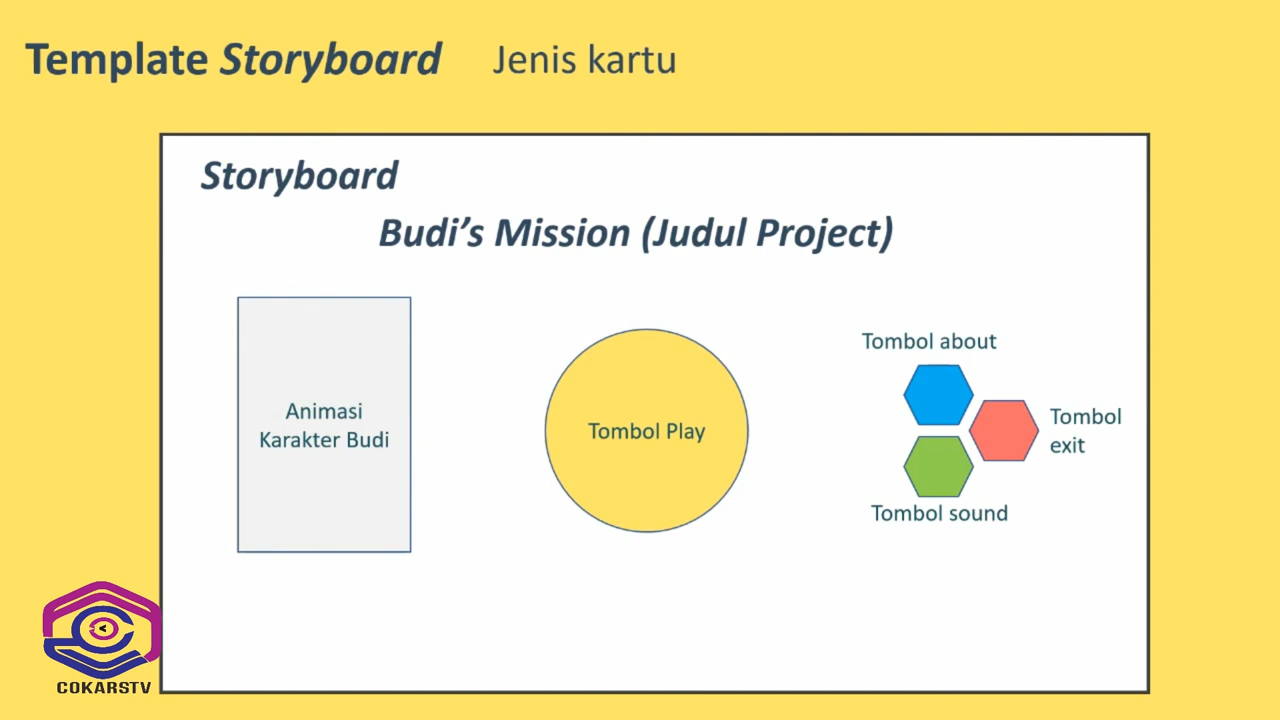 Template Storyboard Jenis kartu
Storyboard
Budi's Mission (Judul Project)
Animasi
Karakter Budi
Tombol Play
Tombol about
Tombol
exit
Tombol sound
COKARSTV